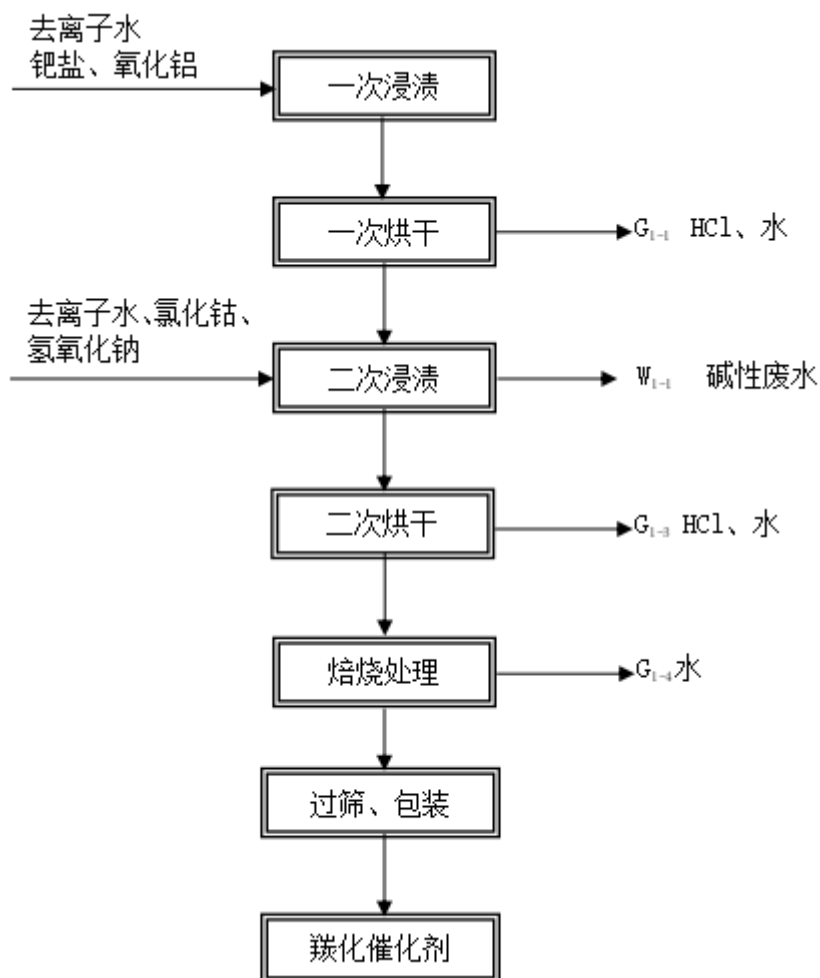 去离子水
钯盐、氧化铝
一次浸渍
一次烘干
G₁₋₁ HCl、水
去离子水、氯化钴、
氢氧化钠
二次浸渍
W₁₋₁ 碱性废水
二次烘干
G₁₋₃ HCl、水
焙烧处理
G₁₋₄水
过筛、包装
羰化催化剂